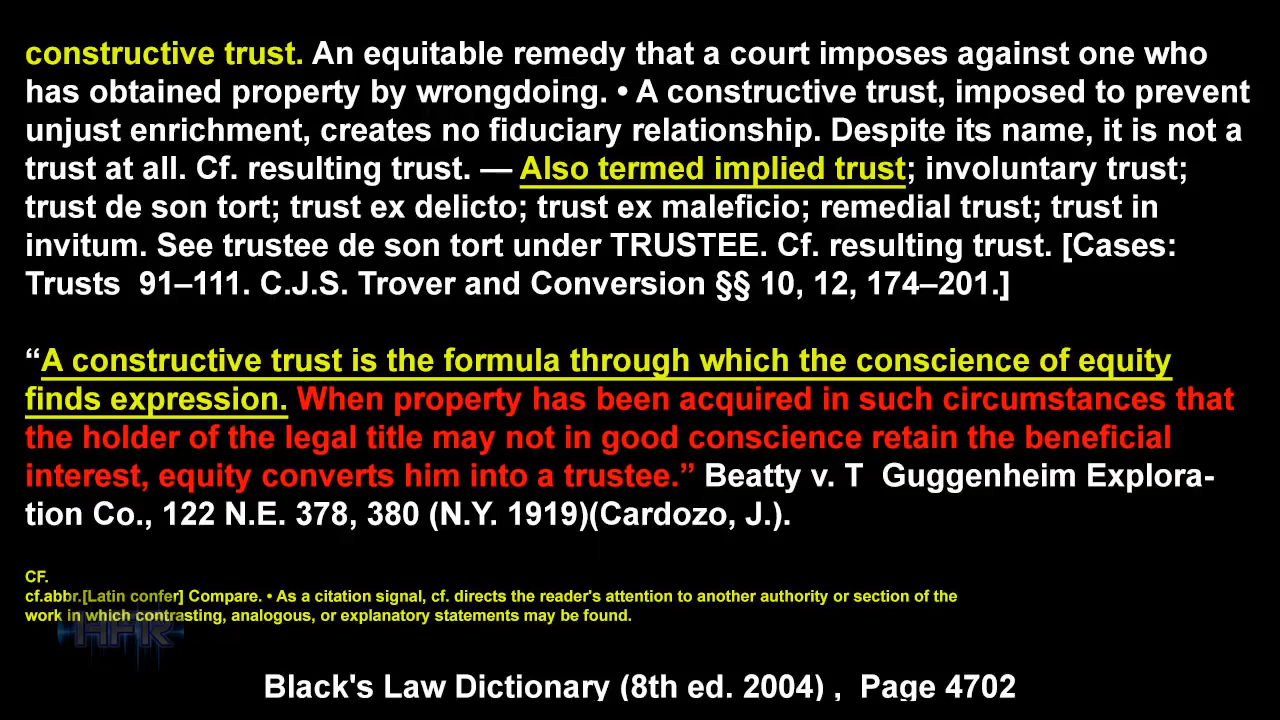 constructive trust. An equitable remedy that a court imposes against one who
has obtained property by wrongdoing. • A constructive trust, imposed to prevent
unjust enrichment, creates no fiduciary relationship. Despite its name, it is not a
trust at all. Cf. resulting trust. — Also termed implied trust; involuntary trust;
trust de son tort; trust ex delicto; trust ex maleficio; remedial trust; trust in
invitum. See trustee de son tort under TRUSTEE. Cf. resulting trust. [Cases:
Trusts 91–111. C.J.S. Trover and Conversion §§ 10, 12, 174–201.]
“A constructive trust is the formula through which the conscience of equity
finds expression. When property has been acquired in such circumstances that
the holder of the legal title may not in good conscience retain the beneficial
interest, equity converts him into a trustee.” Beatty v. T Guggenheim Explora-
tion Co., 122 N.E. 378, 380 (N.Y. 1919)(Cardozo, J.).
CF.
cf.abbr.[Latin confer] Compare. • As a citation signal, cf. directs the reader's attention to another authority or section of the
work in which contrasting, analogous, or explanatory statements may be found.
HFR
Black's Law Dictionary (8th ed. 2004) , Page 4702